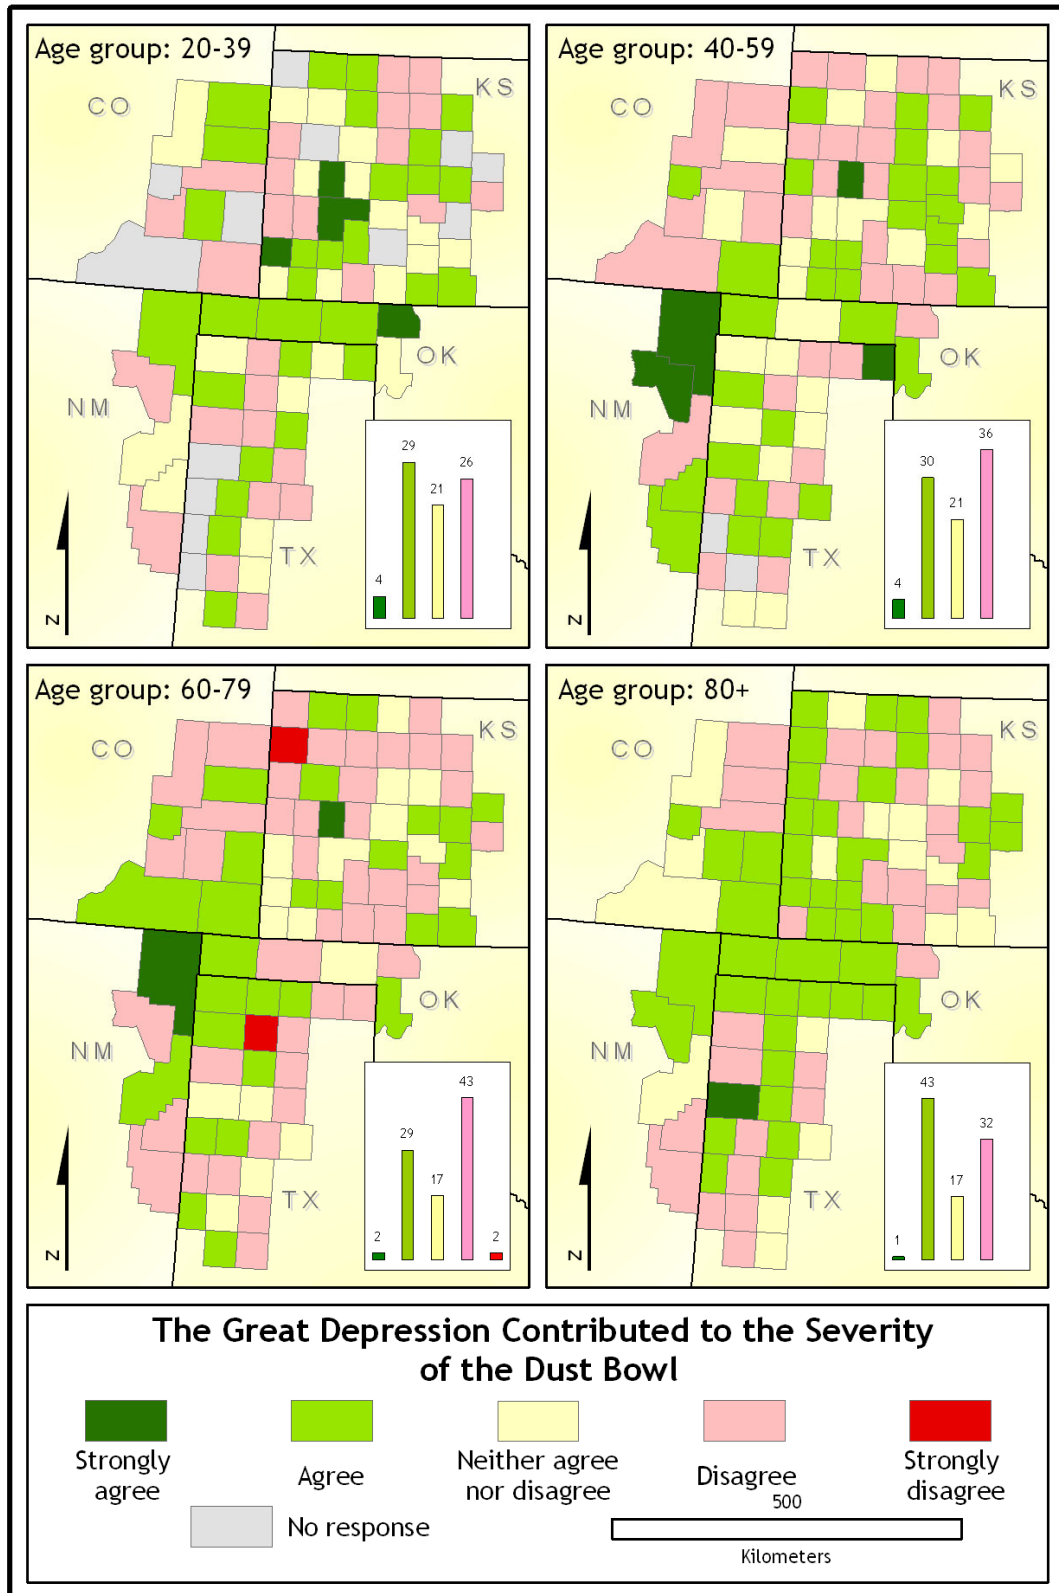 Age group: 20-39
CO
KS
NM
OK
TX
N
4
29
21
26
Age group: 40-59
CO
KS
NM
OK
TX
N
4
30
21
36
Age group: 60-79
CO
KS
NM
OK
TX
N
2
29
17
43
2
Age group: 80+
CO
KS
NM
OK
TX
N
1
43
17
32
The Great Depression Contributed to the Severity
of the Dust Bowl
Strongly
agree
Agree
Neither agree
nor disagree
Disagree
Strongly
disagree
No response
500
Kilometers